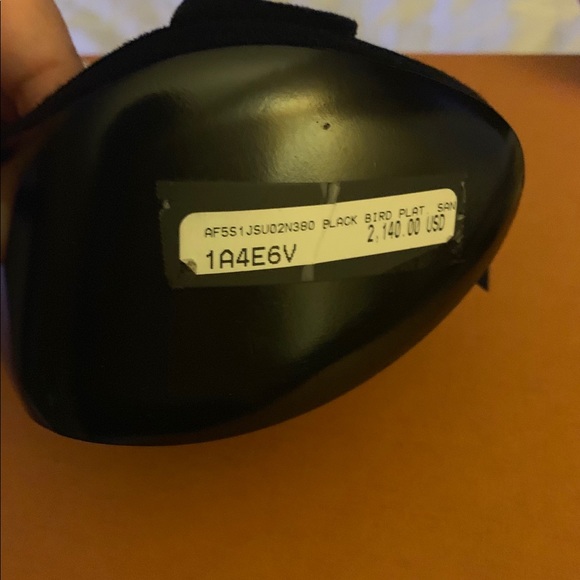 AF5S1JSU02N380 BLACK BIRD PLAT SAN
2,140.00 USD
1A4E6V